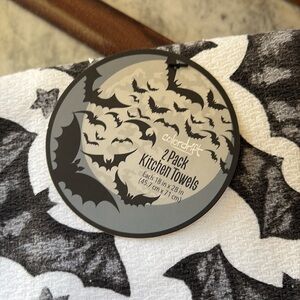 2 Pack
Kitchen Towels
Each 18 in x 28 in
(45.7 cm x 71 cm)